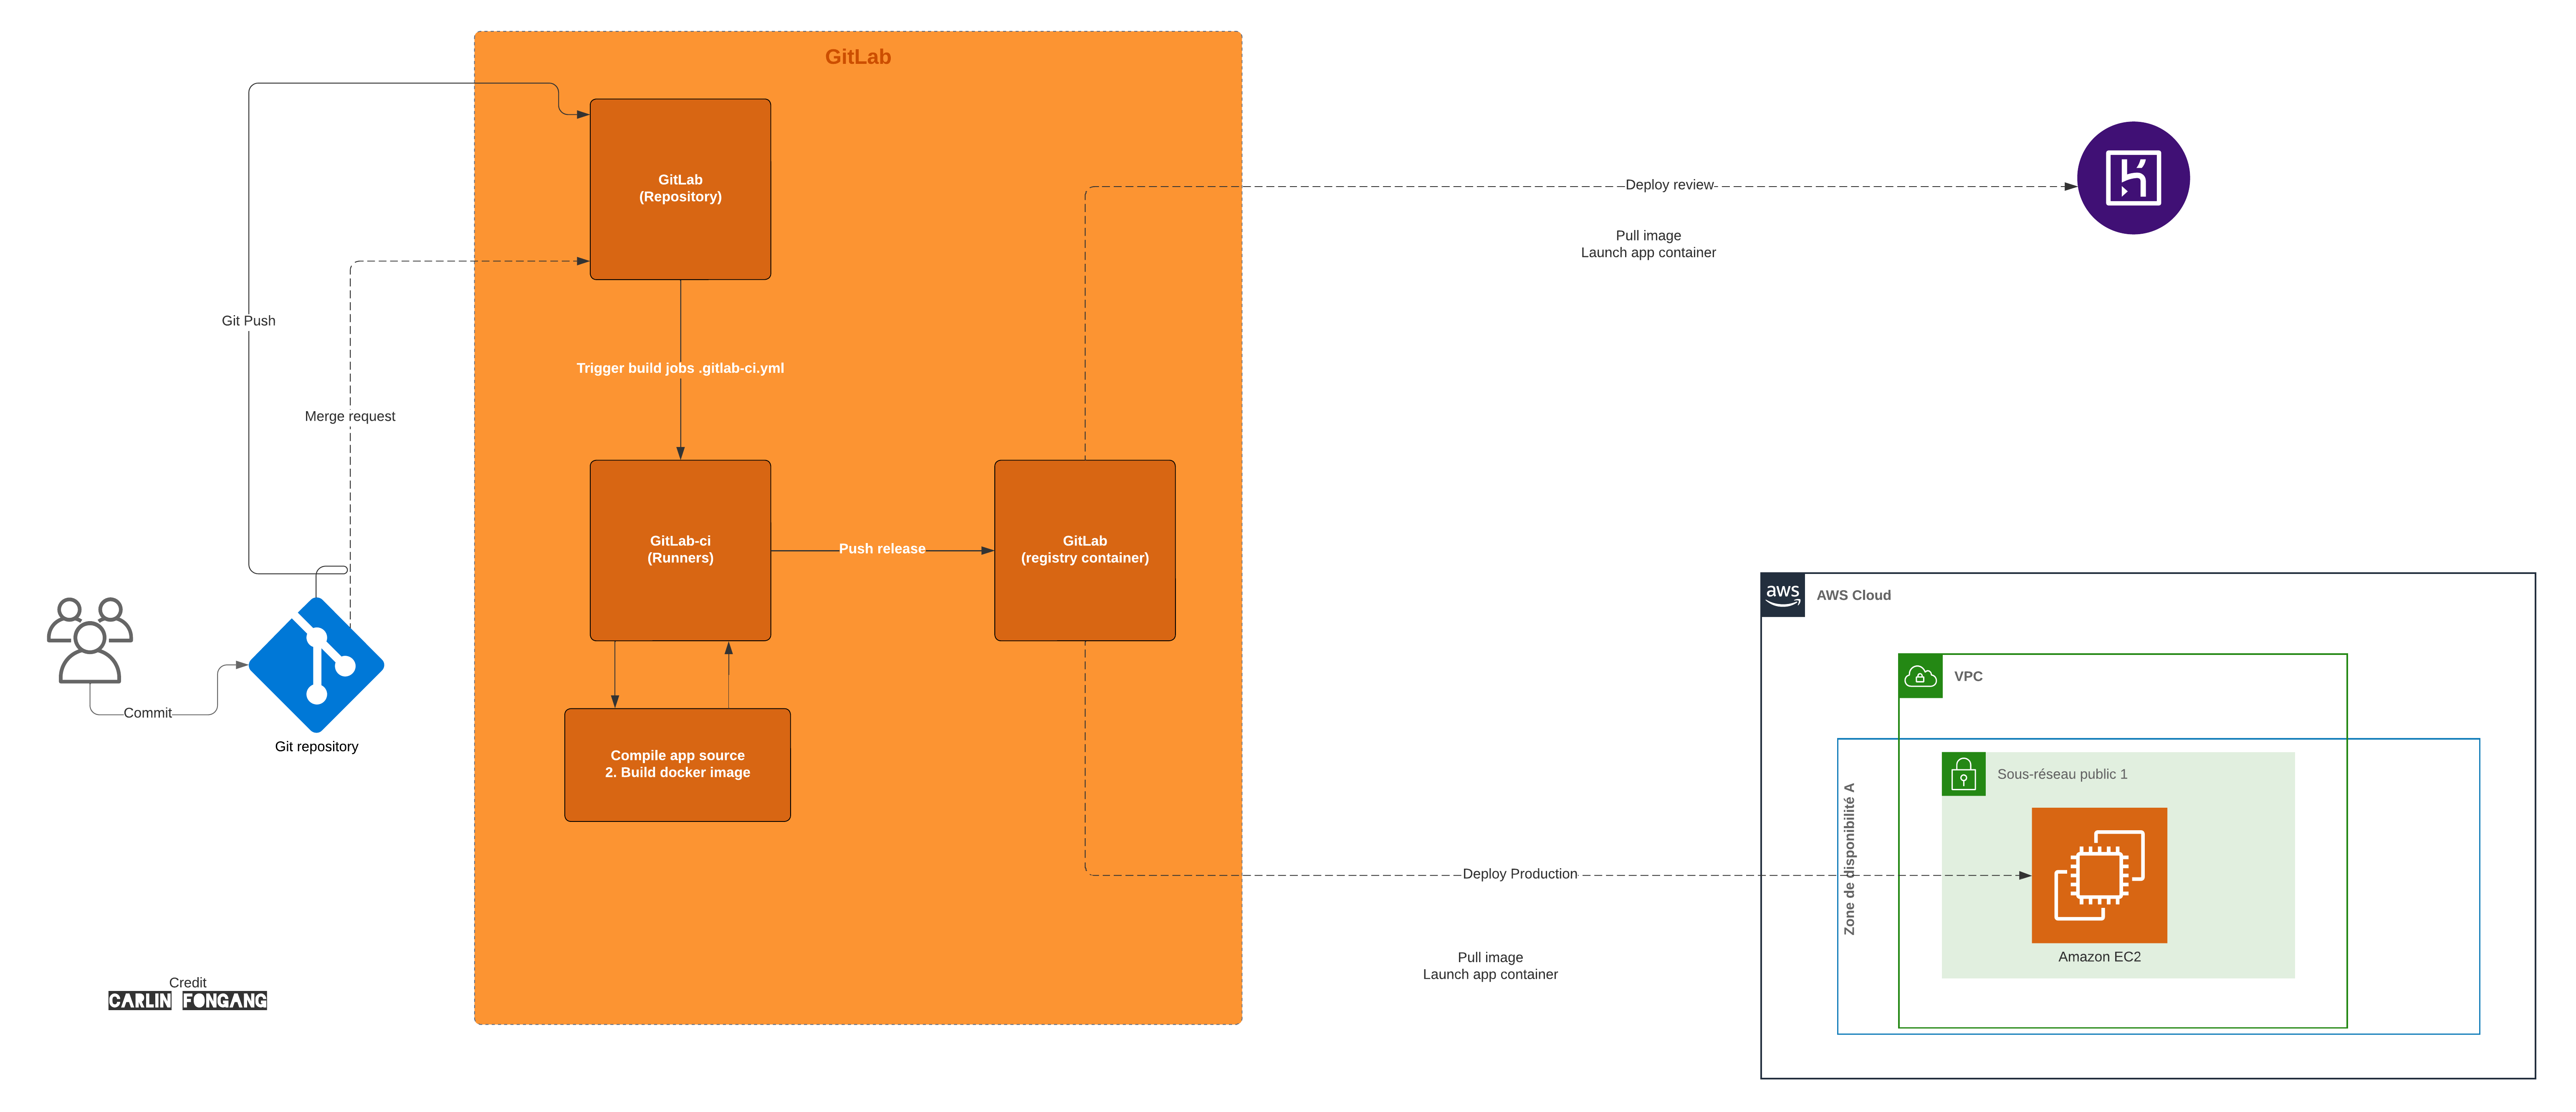 GitLab
GitLab
(Repository)
Deploy review
Pull image
Launch app container
Git Push
Trigger build jobs .gitlab-ci.yml
Merge request
GitLab-ci
(Runners)
Push release
GitLab
(registry container)
aws
AWS Cloud
VPC
Commit
Git repository
Compile app source
2. Build docker image
Sous-réseau public 1
Zone de disponibilité A
Deploy Production
Amazon EC2
Pull image
Launch app container
Credit
CARLIN FONGANG